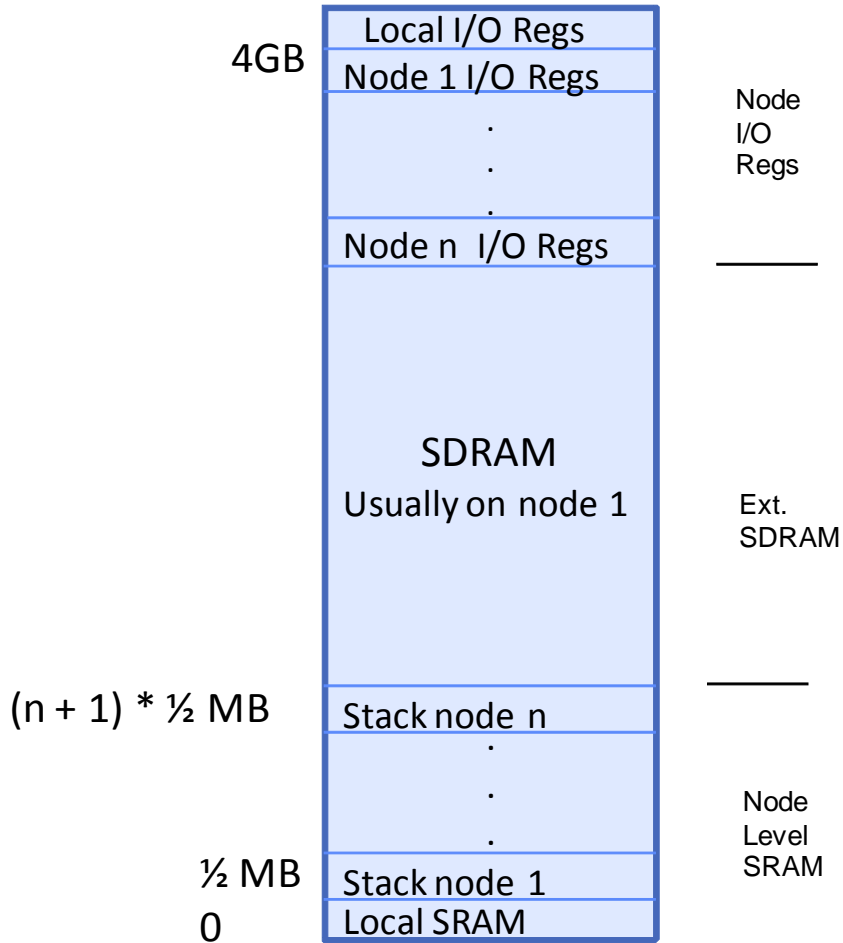 Local I/O Regs
4GB
Node 1 I/O Regs
.
.
.
Node
I/O
Regs
Node n I/O Regs
SDRAM
Usually on node 1
Ext.
SDRAM
(n + 1) * ½ MB
Stack node n
.
.
.
Node
Level
SRAM
½ MB
Stack node 1
0
Local SRAM